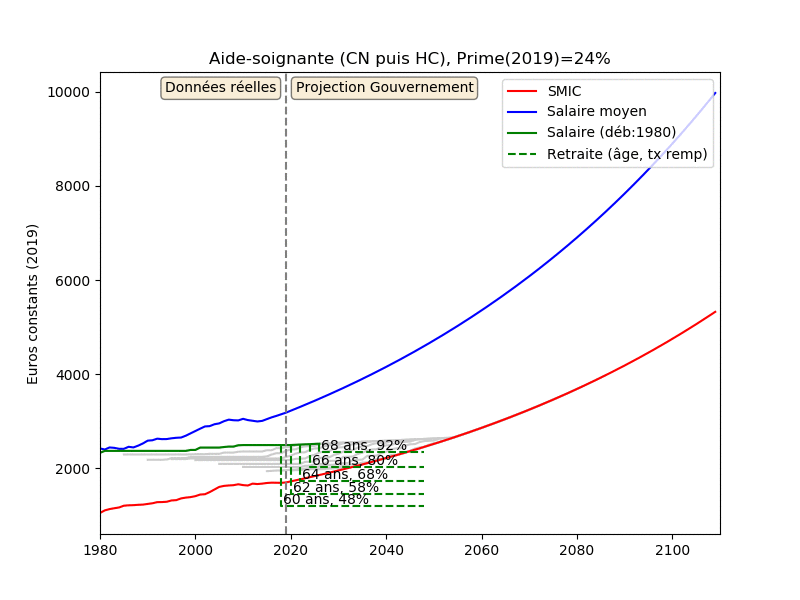 Aide-soignante (CN puis HC), Prime(2019)=24%
Données réelles
Projection Gouvernement
SMIC
Salaire moyen
Salaire (déb:1980)
Retraite (âge, tx remp)
Euros constants (2019)
10000
8000
6000
4000
2000
68 ans, 92%
66 ans, 80%
64 ans, 68%
62 ans, 58%
60 ans, 48%
1980
2000
2020
2040
2060
2080
2100